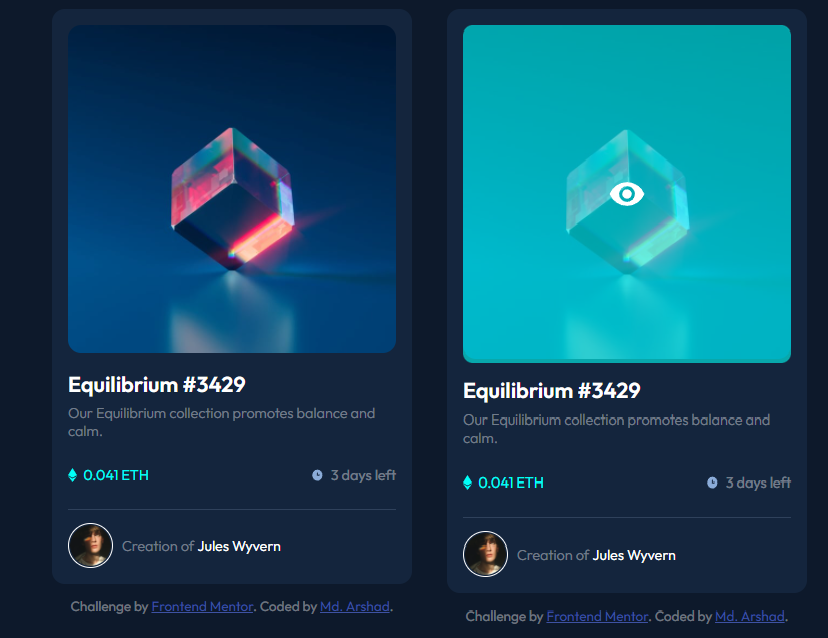 Equilibrium #3429
Our Equilibrium collection promotes balance and
calm.
0.041 ETH
3 days left
Creation of Jules Wyvern
Challenge by Frontend Mentor. Coded by Md. Arshad.
Equilibrium #3429
Our Equilibrium collection promotes balance and
calm.
0.041 ETH
3 days left
Creation of Jules Wyvern
Challenge by Frontend Mentor. Coded by Md. Arshad.